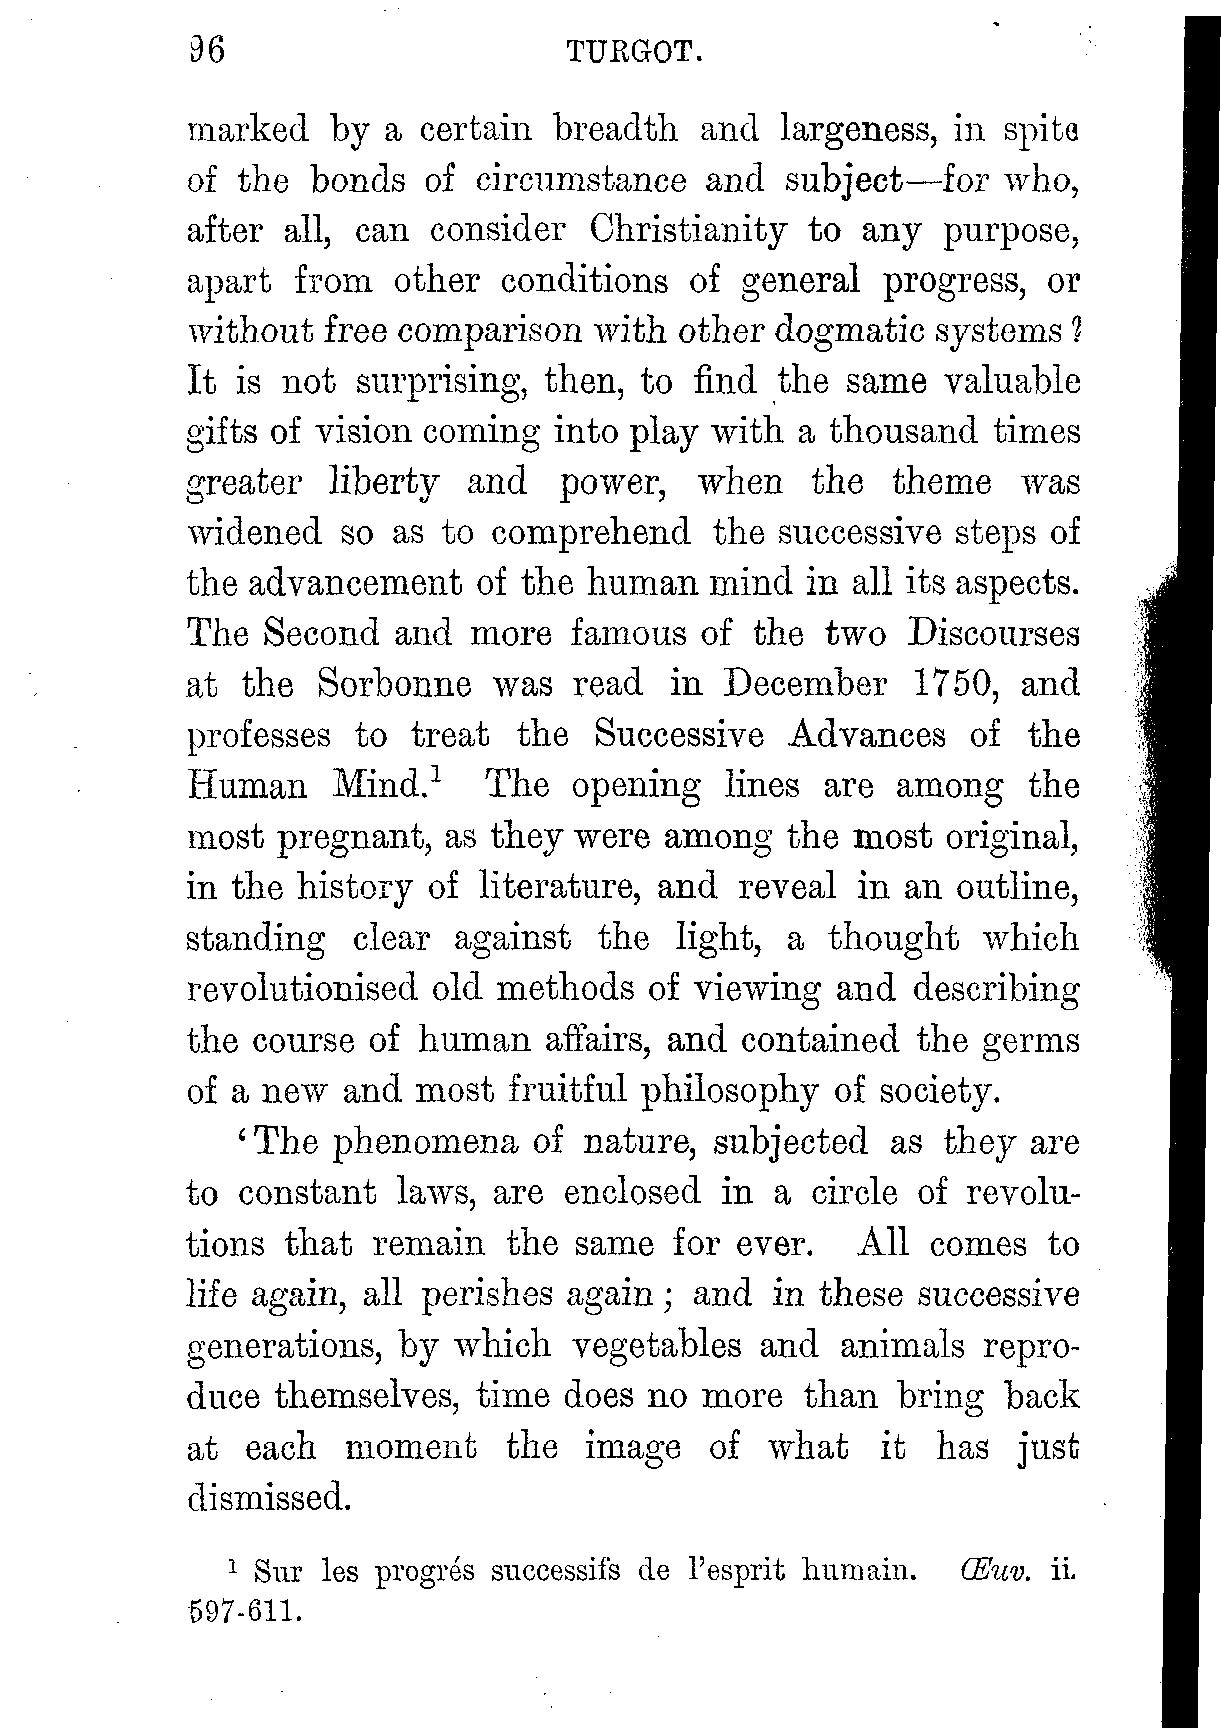 96 TURGOT.
marked by a certain breadth and largeness, in spite
of the bonds of circumstance and subject—for who,
after all, can consider Christianity to any purpose,
apart from other conditions of general progress, or
without free comparison with other dogmatic systems?
It is not surprising, then, to find the same valuable
gifts of vision coming into play with a thousand times
greater liberty and power, when the theme was
widened so as to comprehend the successive steps of
the advancement of the human mind in all its aspects.
The Second and more famous of the two Discourses
at the Sorbonne was read in December 1750, and
professes to treat the Successive Advances of the
Human Mind.¹ The opening lines are among the
most pregnant, as they were among the most original,
in the history of literature, and reveal in an outline,
standing clear against the light, a thought which
revolutionised old methods of viewing and describing
the course of human affairs, and contained the germs
of a new and most fruitful philosophy of society.
‘The phenomena of nature, subjected as they are
to constant laws, are enclosed in a circle of revolu-
tions that remain the same for ever. All comes to
life again, all perishes again; and in these successive
generations, by which vegetables and animals repro-
duce themselves, time does no more than bring back
at each moment the image of what it has just
dismissed.
¹ Sur les progrés successifs de l’esprit humain. Œuv. ii.
597-611.